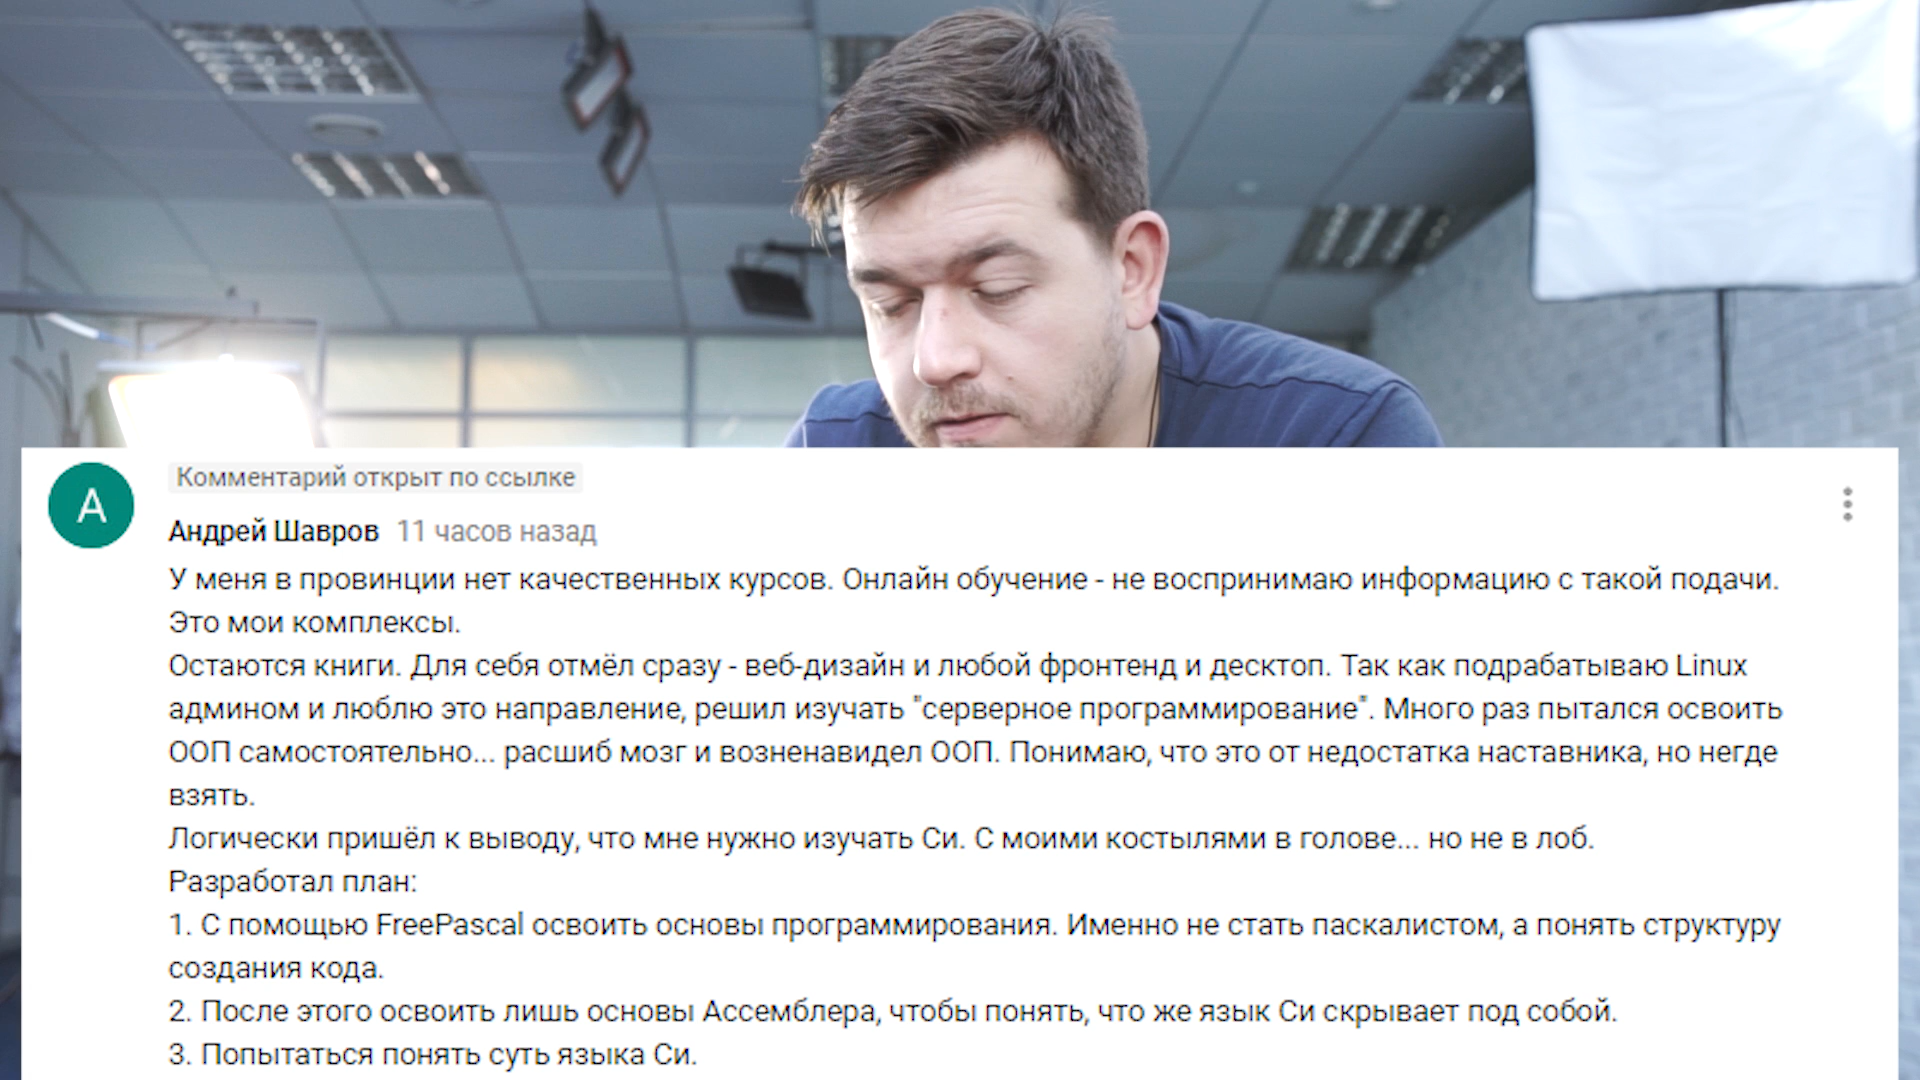 Комментарий открыт по ссылке
А
Андрей Шавров 11 часов назад
У меня в провинции нет качественных курсов. Онлайн обучение - не воспринимаю информацию с такой подачи.
Это мои комплексы.
Остаются книги. Для себя отмёл сразу - веб-дизайн и любой фронтенд и десктоп. Так как подрабатываю Linux
админом и люблю это направление, решил изучать "серверное программирование". Много раз пытался освоить
ООП самостоятельно... расшиб мозг и возненавидел ООП. Понимаю, что это от недостатка наставника, но негде
взять.
Логически пришёл к выводу, что мне нужно изучать Си. С моими костылями в голове... но не в лоб.
Разработал план:
1. С помощью FreePascal освоить основы программирования. Именно не стать паскалистом, а понять структуру
создания кода.
2. После этого освоить лишь основы Ассемблера, чтобы понять, что же язык Си скрывает под собой.
3. Попытаться понять суть языка Си.